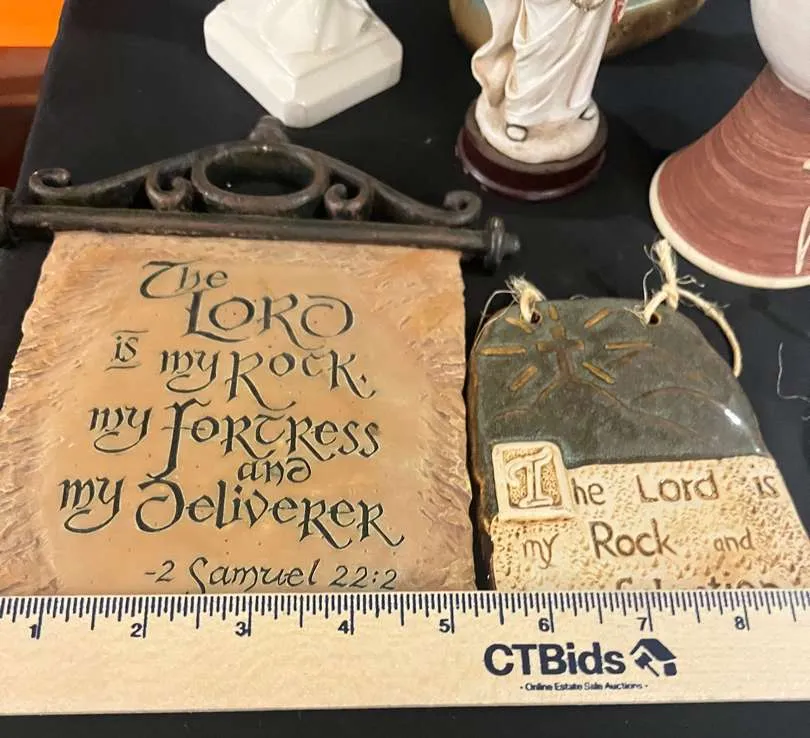 The
LORD
is my Rock,
my fortress
and
my Deliverer
-2 Samuel 22:2
The Lord is
my Rock and
Salvation
1 2 3 4 5 6 7 8
CTBids
- Online Estate Sale Auctions -